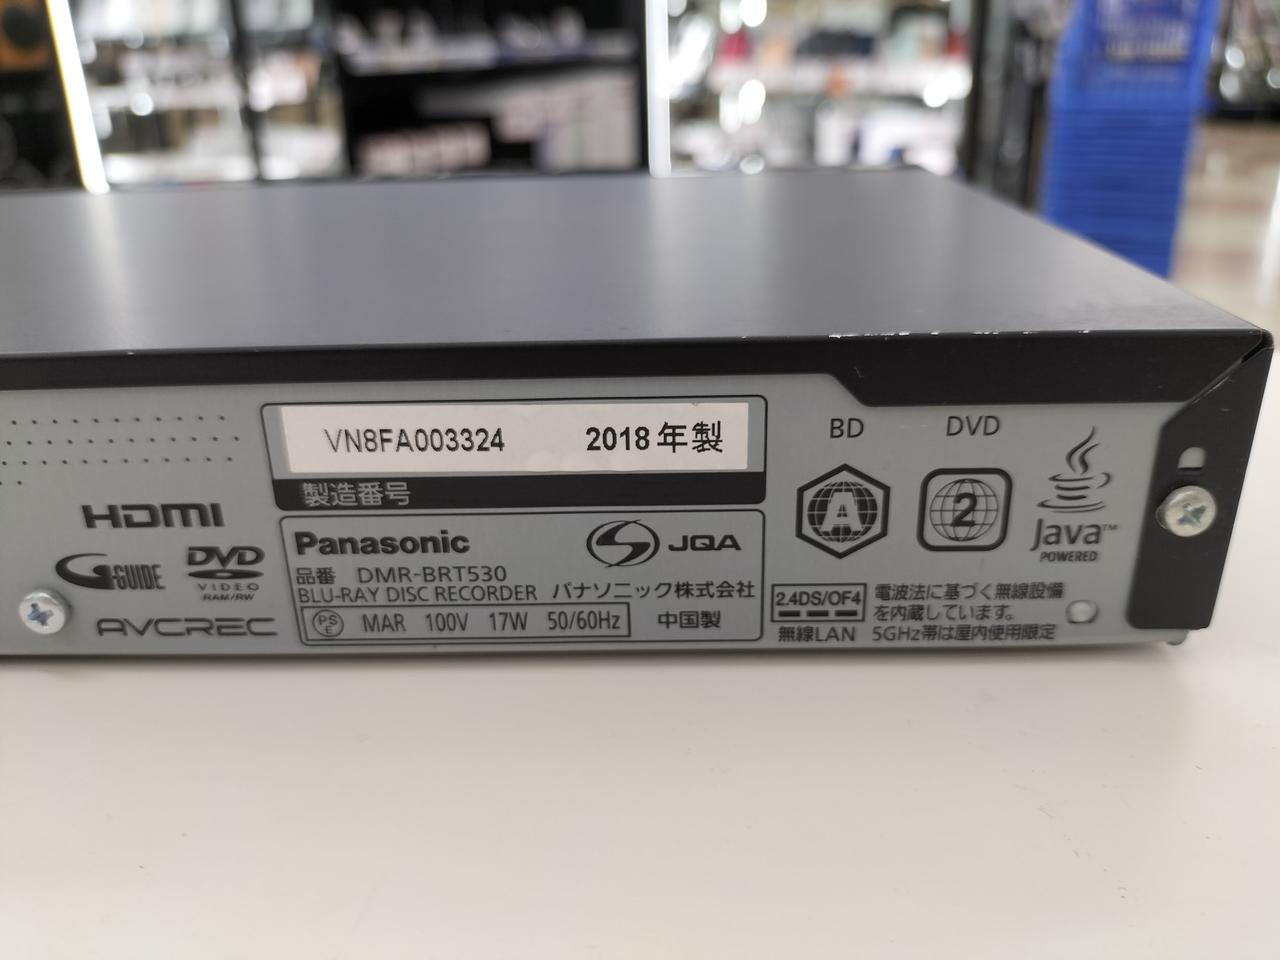 VN8FA003324 2018年製
製造番号
HDMI
G-GUIDE
DVD
VIDEO
RAM/RW
AVCREC
Panasonic JQA
品番 DMR-BRT530
BLU-RAY DISC RECORDER パナソニック株式会社
PS
E
MAR 100V 17W 50/60Hz 中国製
BD DVD
A 2
Java™
POWERED
2.4DS/OF4
無線LAN
電波法に基づく無線設備
を内蔵しています。
5GHz帯は屋内使用限定